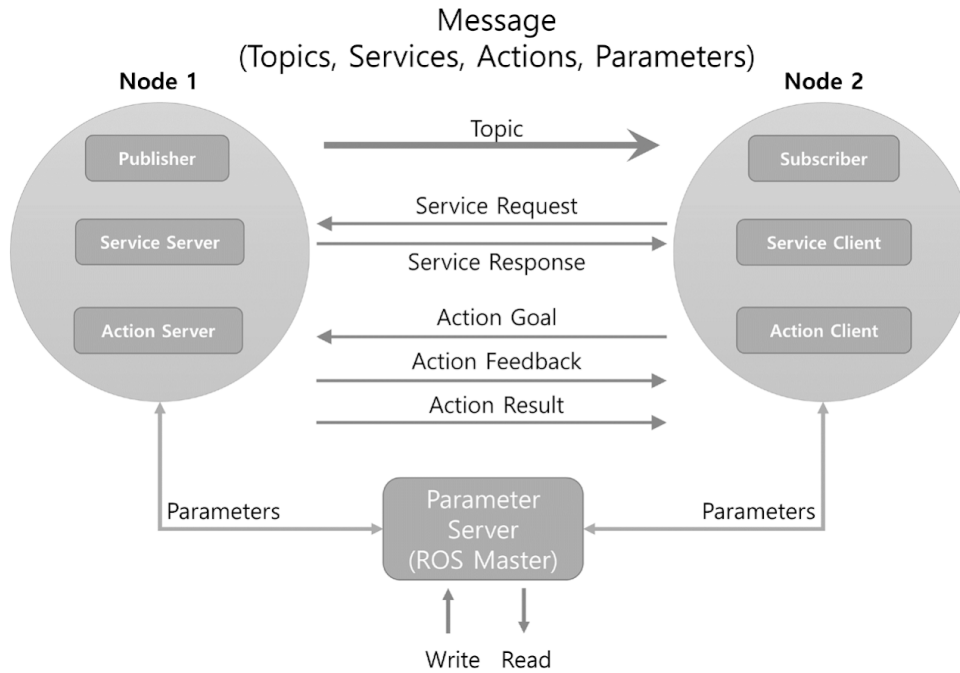 Message
(Topics, Services, Actions, Parameters)
Node 1
Node 2
Publisher
Topic
Subscriber
Service Request
Service Server
Service Client
Service Response
Action Goal
Action Server
Action Client
Action Feedback
Action Result
Parameters
Parameter
Server
(ROS Master)
Parameters
Write
Read